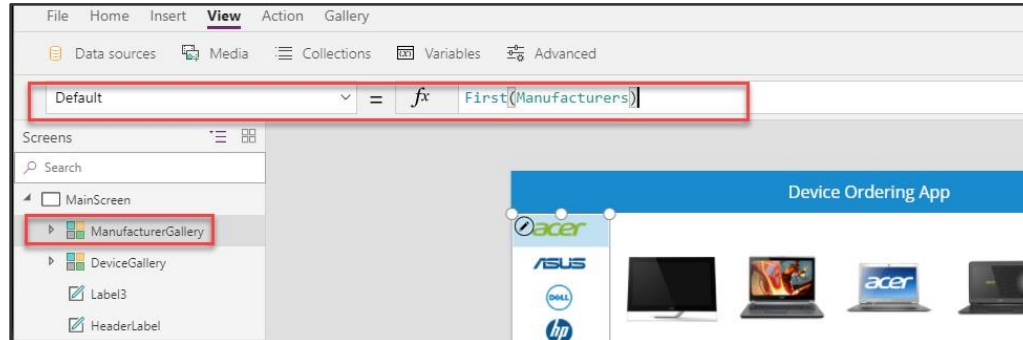 File Home Insert View Action Gallery
Data sources Media Collections (x) Variables Advanced
Default = fx First(Manufacturers)
Screens
Search
MainScreen
ManufacturerGallery
DeviceGallery
Label3
HeaderLabel
Device Ordering App
acer
ASUS
DELL
hp
acer